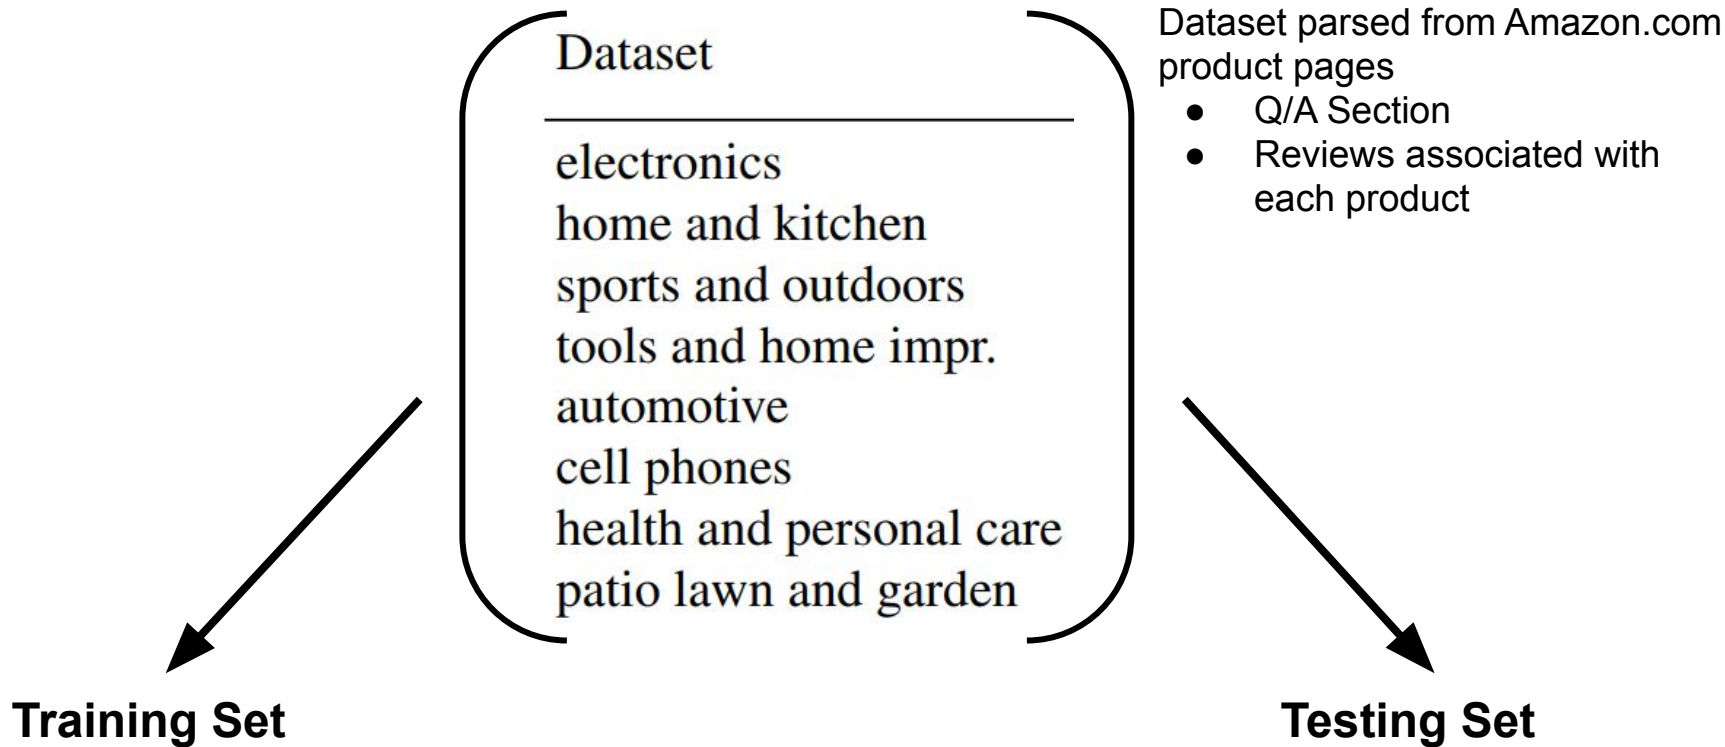 Dataset
electronics
home and kitchen
sports and outdoors
tools and home impr.
automotive
cell phones
health and personal care
patio lawn and garden
Dataset parsed from Amazon.com
product pages
● Q/A Section
● Reviews associated with
each product
Training Set
Testing Set